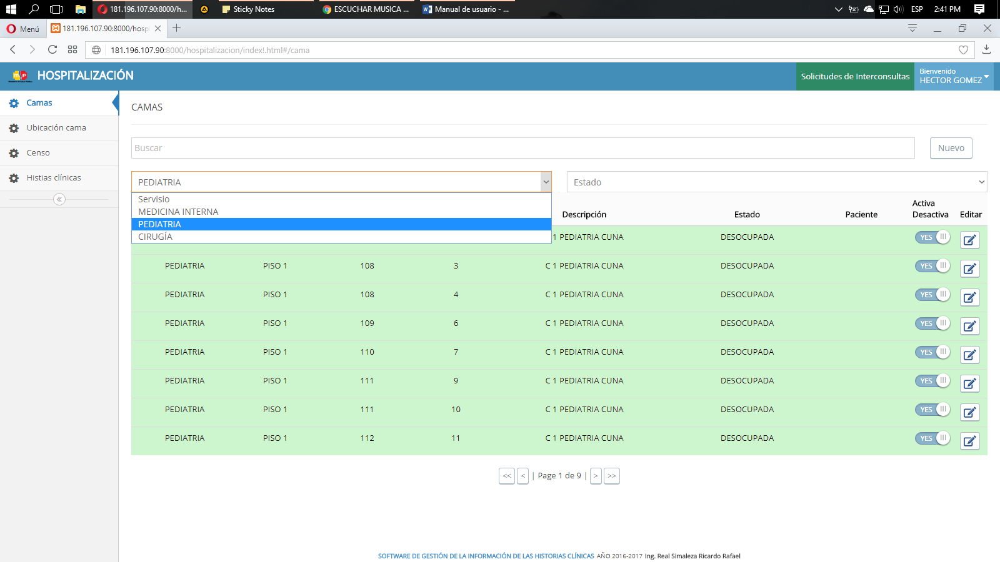 181.196.107.90:8000/h...
Sticky Notes
ESCUCHAR MUSICA ...
Manual de usuario - ...
ESP
2:41 PM
Menú
181.196.107.90:8000/hosp
181.196.107.90:8000/hospitalizacion/index!.html#/cama
HOSPITALIZACIÓN
Solicitudes de Interconsultas
Bienvenido
HECTOR GOMEZ
Camas
Ubicación cama
Censo
Histias clínicas
CAMAS
Buscar
Nuevo
PEDIATRIA
Estado
Servisio
MEDICINA INTERNA
PEDIATRIA
CIRUGÍA
Descripción Estado Paciente Activa Desactiva Editar
1 PEDIATRIA CUNA DESOCUPADA YES
PEDIATRIA PISO 1 108 3 C 1 PEDIATRIA CUNA DESOCUPADA YES
PEDIATRIA PISO 1 108 4 C 1 PEDIATRIA CUNA DESOCUPADA YES
PEDIATRIA PISO 1 109 6 C 1 PEDIATRIA CUNA DESOCUPADA YES
PEDIATRIA PISO 1 110 7 C 1 PEDIATRIA CUNA DESOCUPADA YES
PEDIATRIA PISO 1 111 9 C 1 PEDIATRIA CUNA DESOCUPADA YES
PEDIATRIA PISO 1 111 10 C 1 PEDIATRIA CUNA DESOCUPADA YES
PEDIATRIA PISO 1 112 11 C 1 PEDIATRIA CUNA DESOCUPADA YES
<< < | Page 1 de 9 | > >>
SOFTWARE DE GESTIÓN DE LA INFORMACIÓN DE LAS HISTORIAS CLÍNICAS AÑO 2016-2017 Ing. Real Simaleza Ricardo Rafael